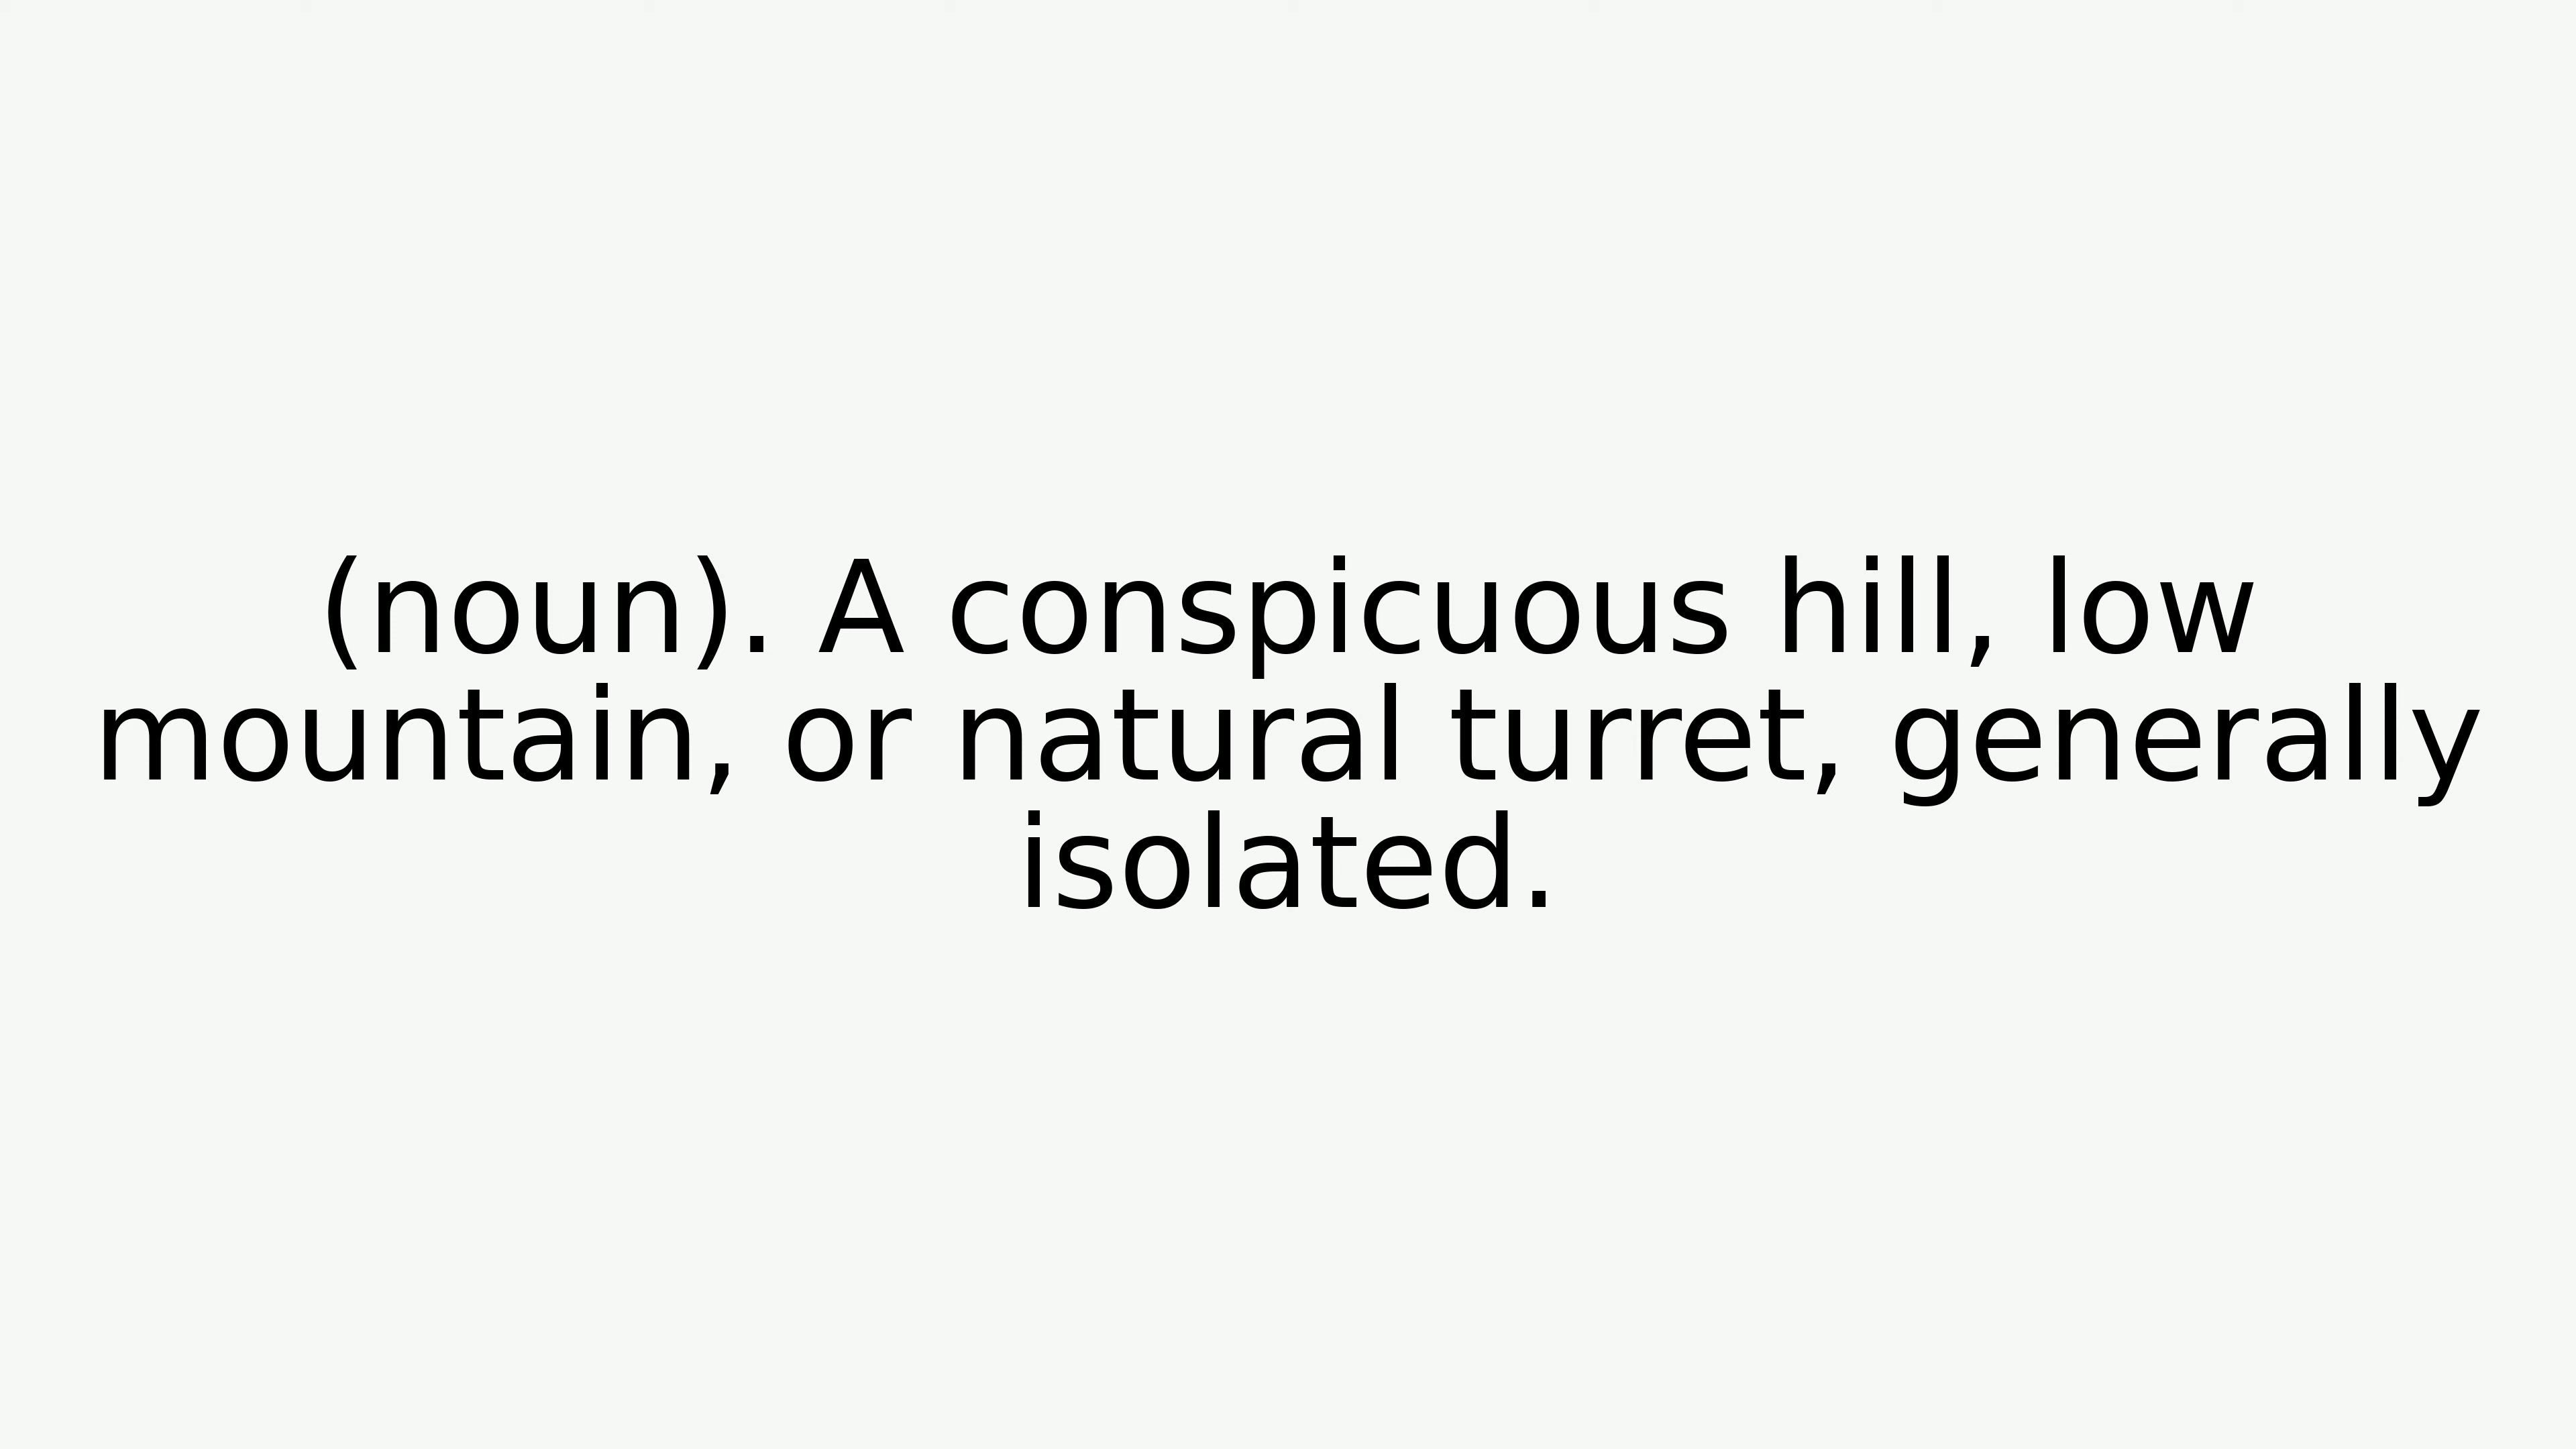 (noun). A conspicuous hill, low
mountain, or natural turret, generally
isolated.